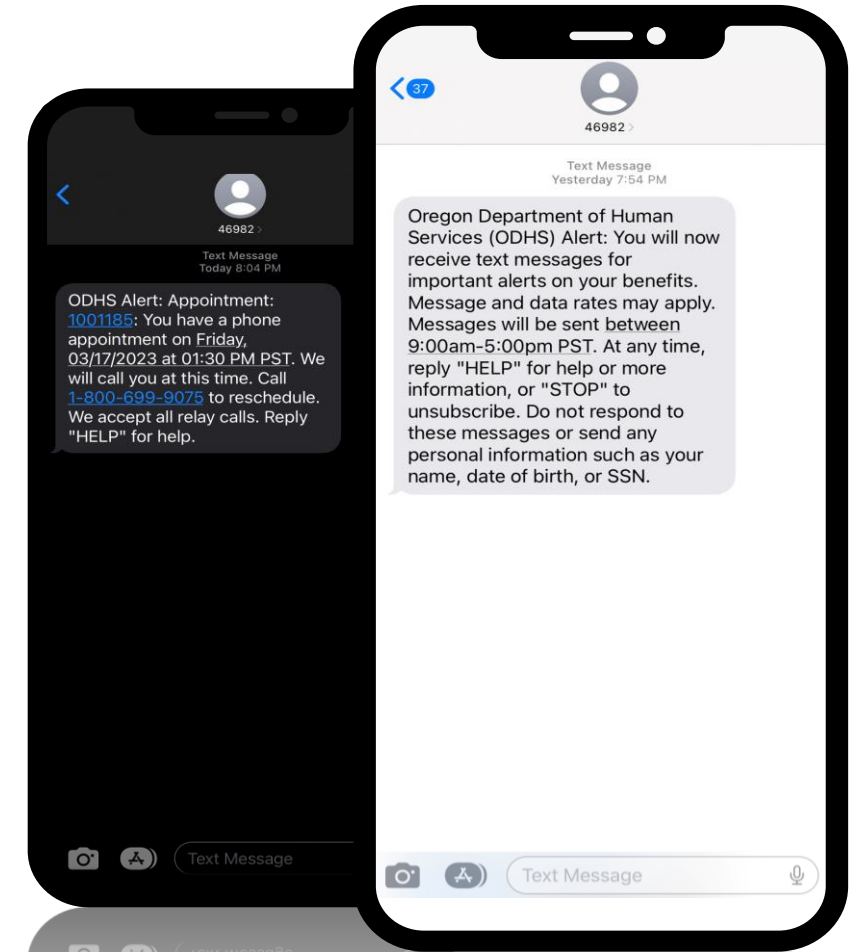 46982 >
Text Message
Today 8:04 PM
ODHS Alert: Appointment:
1001185: You have a phone
appointment on Friday,
03/17/2023 at 01:30 PM PST. We
will call you at this time. Call
1-800-699-9075 to reschedule.
We accept all relay calls. Reply
"HELP" for help.
Text Message
37
46982 >
Text Message
Yesterday 7:54 PM
Oregon Department of Human
Services (ODHS) Alert: You will now
receive text messages for
important alerts on your benefits.
Message and data rates may apply.
Messages will be sent between
9:00am-5:00pm PST. At any time,
reply "HELP" for help or more
information, or "STOP" to
unsubscribe. Do not respond to
these messages or send any
personal information such as your
name, date of birth, or SSN.
Text Message